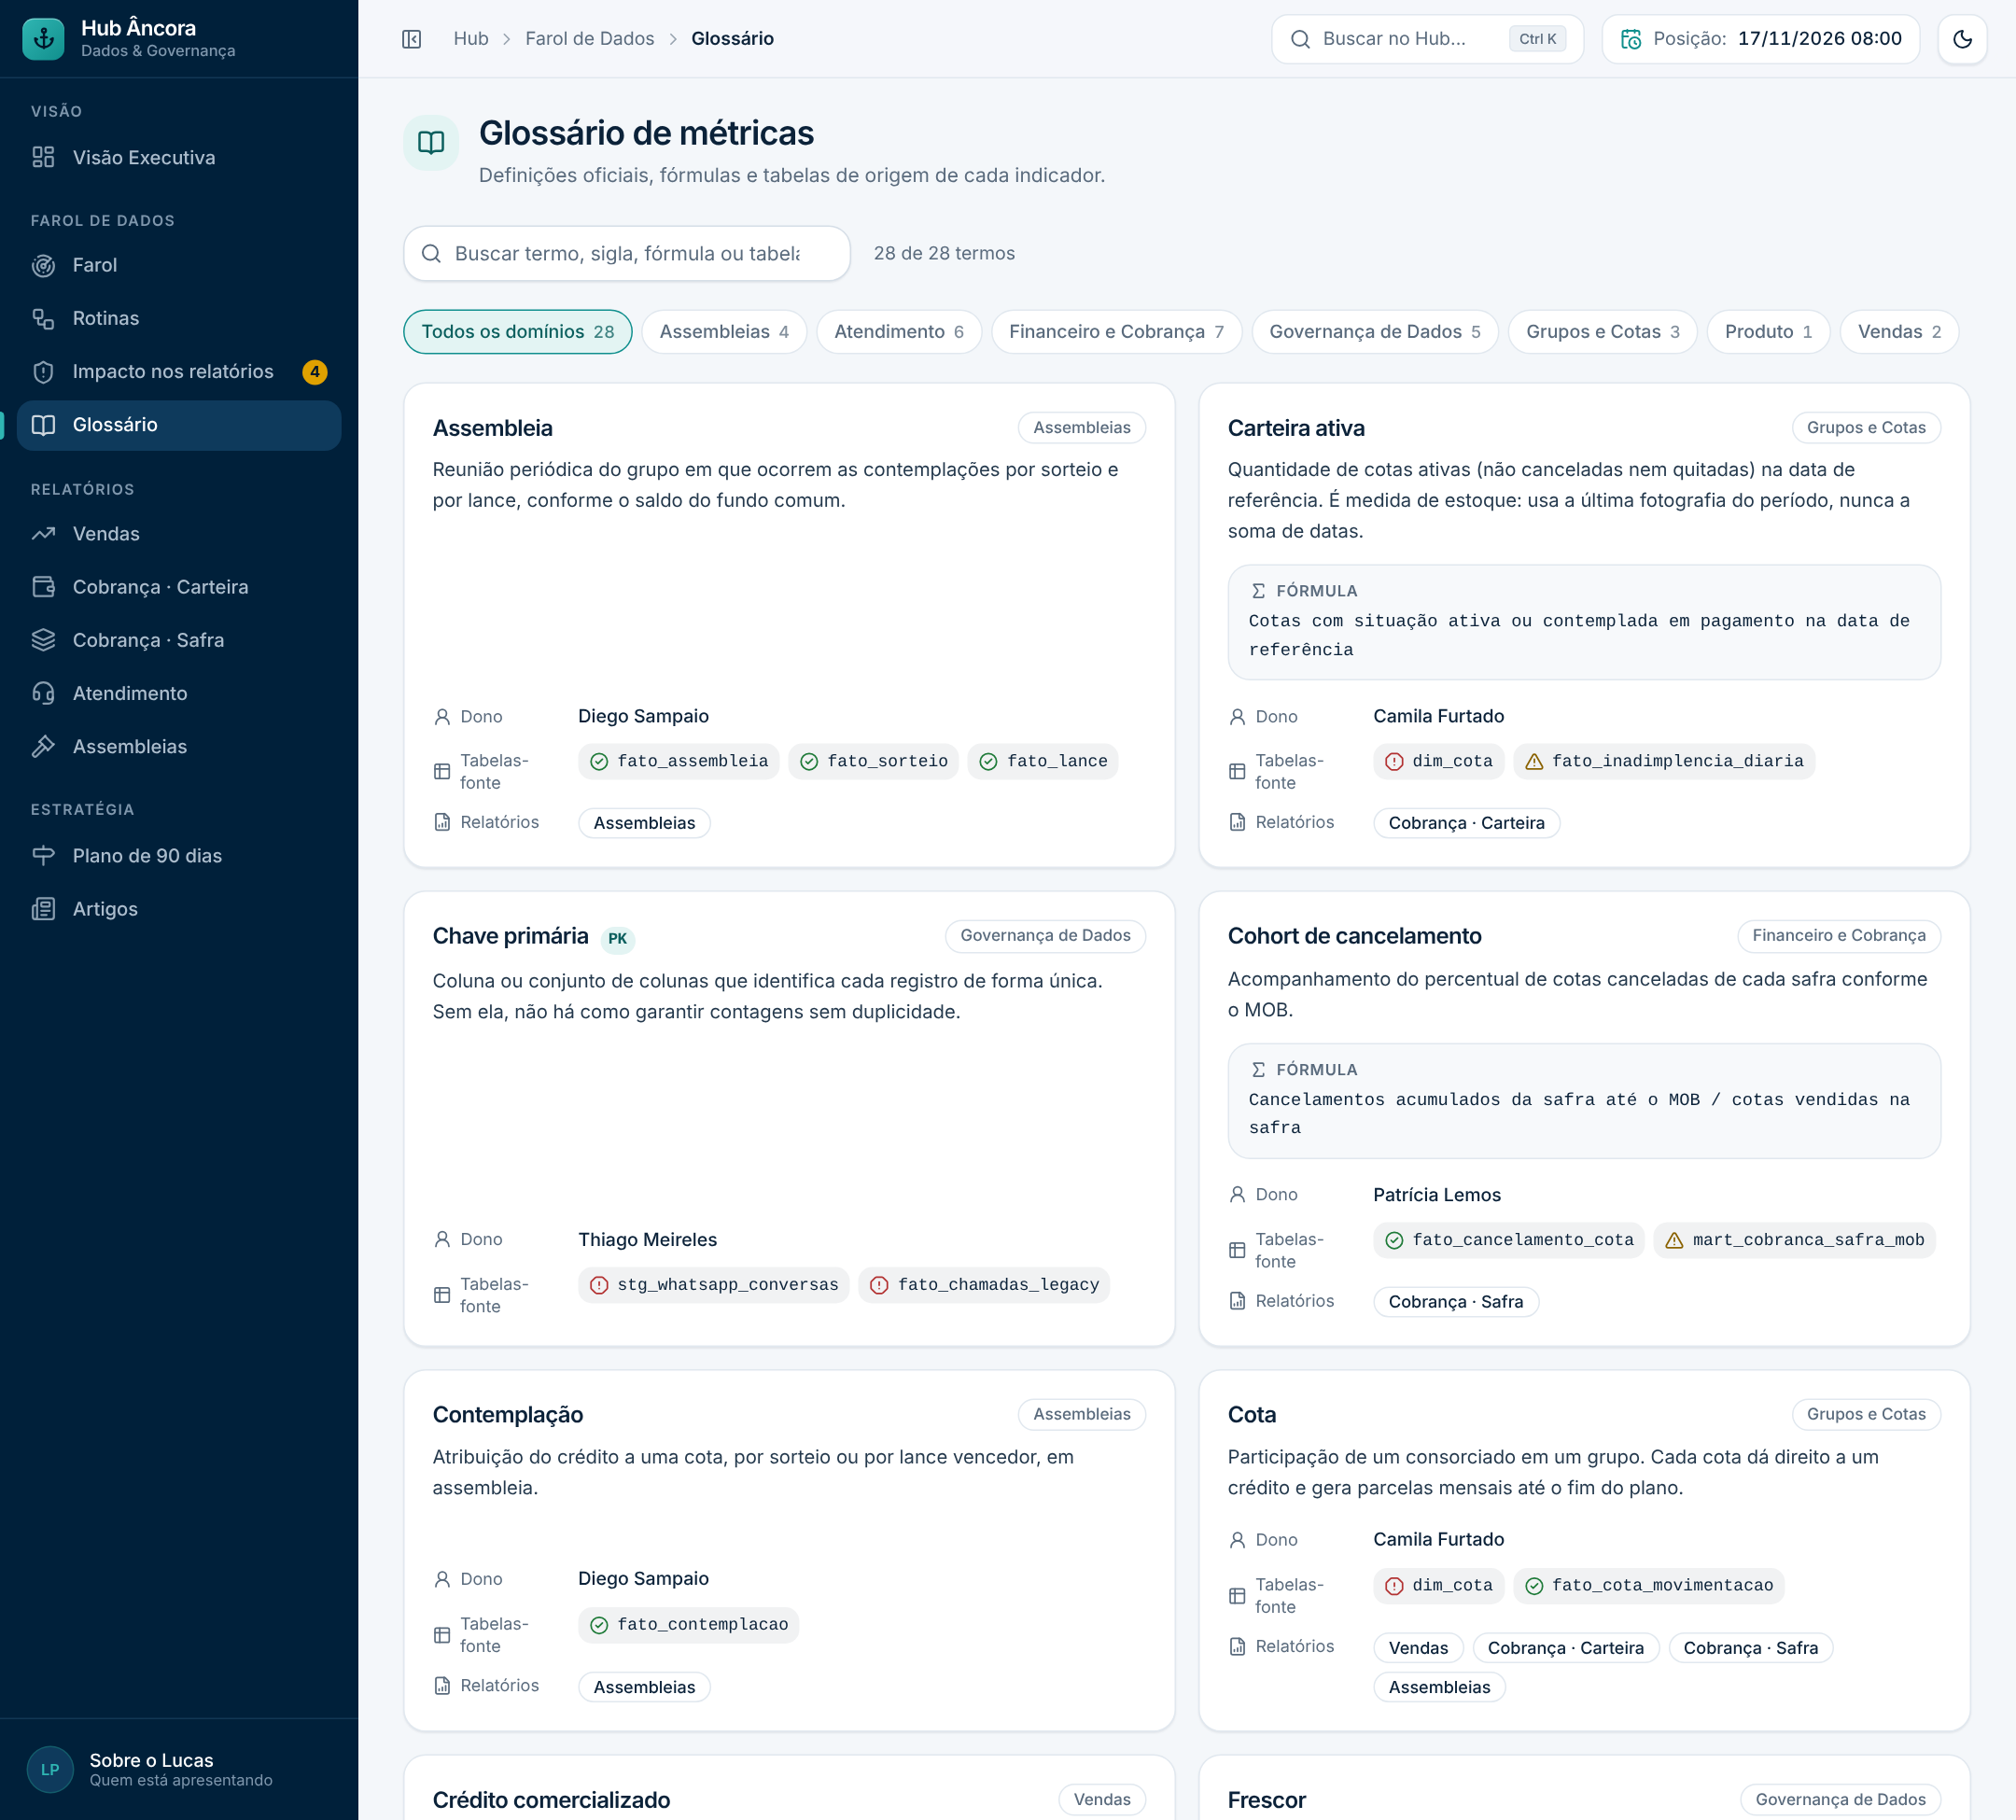 Hub Âncora
Dados & Governança
VISÃO
Visão Executiva
FAROL DE DADOS
Farol
Rotinas
Impacto nos relatórios 4
Glossário
RELATÓRIOS
Vendas
Cobrança · Carteira
Cobrança · Safra
Atendimento
Assembleias
ESTRATÉGIA
Plano de 90 dias
Artigos
LP
Sobre o Lucas
Quem está apresentando
Hub > Farol de Dados > Glossário
Buscar no Hub... Ctrl K
Posição: 17/11/2026 08:00
Glossário de métricas
Definições oficiais, fórmulas e tabelas de origem de cada indicador.
Buscar termo, sigla, fórmula ou tabela
28 de 28 termos
Todos os domínios 28
Assembleias 4
Atendimento 6
Financeiro e Cobrança 7
Governança de Dados 5
Grupos e Cotas 3
Produto 1
Vendas 2
Assembleia
Assembleias
Reunião periódica do grupo em que ocorrem as contemplações por sorteio e
por lance, conforme o saldo do fundo comum.
Dono
Diego Sampaio
Tabelas-
fonte
fato_assembleia
fato_sorteio
fato_lance
Relatórios
Assembleias
Carteira ativa
Grupos e Cotas
Quantidade de cotas ativas (não canceladas nem quitadas) na data de
referência. É medida de estoque: usa a última fotografia do período, nunca a
soma de datas.
FÓRMULA
Cotas com situação ativa ou contemplada em pagamento na data de
referência
Dono
Camila Furtado
Tabelas-
fonte
dim_cota
fato_inadimplencia_diaria
Relatórios
Cobrança · Carteira
Chave primária PK
Governança de Dados
Coluna ou conjunto de colunas que identifica cada registro de forma única.
Sem ela, não há como garantir contagens sem duplicidade.
Dono
Thiago Meireles
Tabelas-
fonte
stg_whatsapp_conversas
fato_chamadas_legacy
Cohort de cancelamento
Financeiro e Cobrança
Acompanhamento do percentual de cotas canceladas de cada safra conforme
o MOB.
FÓRMULA
Cancelamentos acumulados da safra até o MOB / cotas vendidas na
safra
Dono
Patrícia Lemos
Tabelas-
fonte
fato_cancelamento_cota
mart_cobranca_safra_mob
Relatórios
Cobrança · Safra
Contemplação
Assembleias
Atribuição do crédito a uma cota, por sorteio ou por lance vencedor, em
assembleia.
Dono
Diego Sampaio
Tabelas-
fonte
fato_contemplacao
Relatórios
Assembleias
Cota
Grupos e Cotas
Participação de um consorciado em um grupo. Cada cota dá direito a um
crédito e gera parcelas mensais até o fim do plano.
Dono
Camila Furtado
Tabelas-
fonte
dim_cota
fato_cota_movimentacao
Relatórios
Vendas
Cobrança · Carteira
Cobrança · Safra
Assembleias
Crédito comercializado
Vendas
Frescor
Governança de Dados